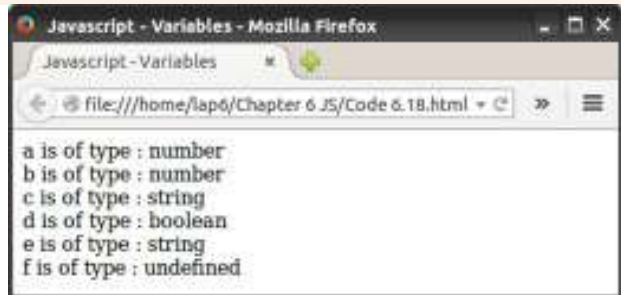 Javascript - Variables - Mozilla Firefox
Javascript - Variables
file:///home/lap6/Chapter 6 JS/Code 6.18.html
a is of type : number
b is of type : number
c is of type : string
d is of type : boolean
e is of type : string
f is of type : undefined